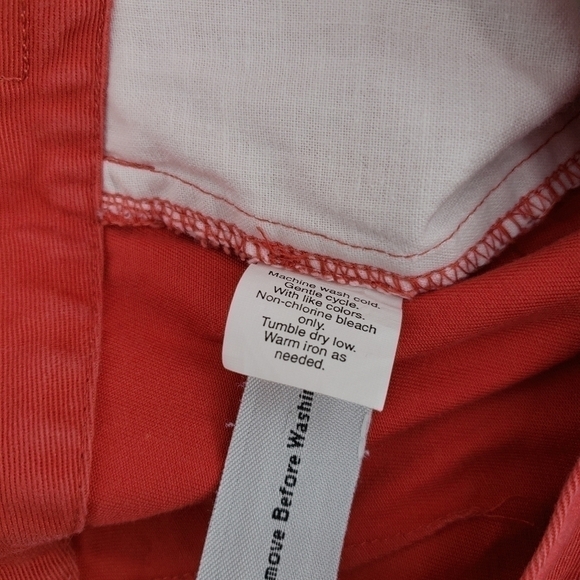 Machine wash cold.
Gentle cycle.
With like colors.
Non-chlorine bleach
only.
Tumble dry low.
Warm iron as
needed.
Before